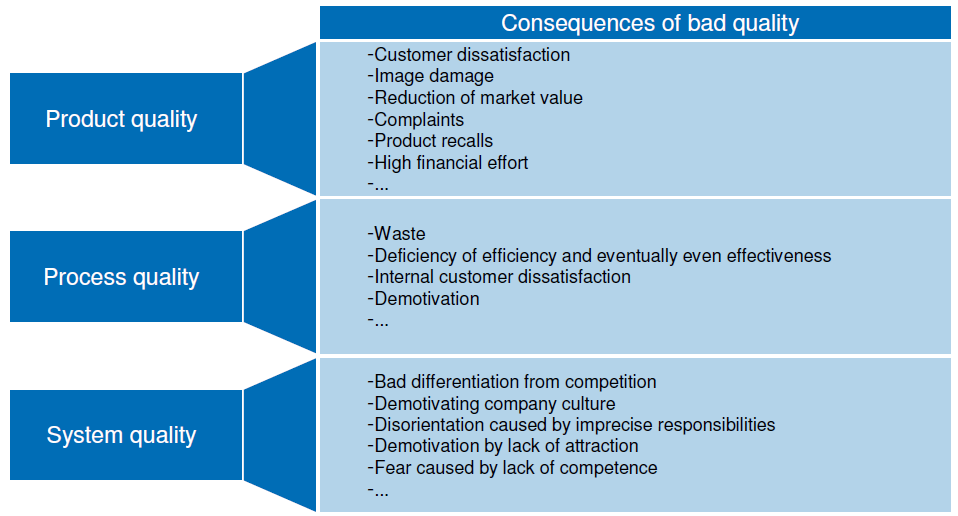 Consequences of bad quality
Product quality
-Customer dissatisfaction
-Image damage
-Reduction of market value
-Complaints
-Product recalls
-High financial effort
-...
Process quality
-Waste
-Deficiency of efficiency and eventually even effectiveness
-Internal customer dissatisfaction
-Demotivation
-...
System quality
-Bad differentiation from competition
-Demotivating company culture
-Disorientation caused by imprecise responsibilities
-Demotivation by lack of attraction
-Fear caused by lack of competence
-...